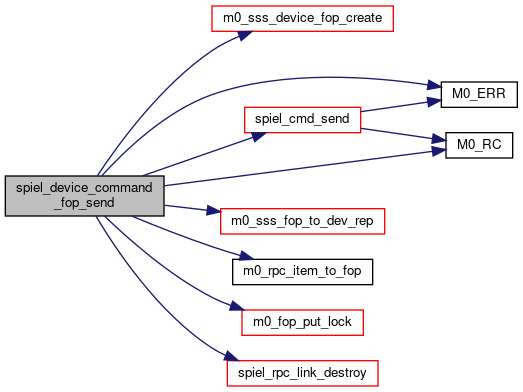 m0_sss_device_fop_create
M0_ERR
spiel_cmd_send
M0_RC
spiel_device_command
_fop_send
m0_sss_fop_to_dev_rep
m0_rpc_item_to_fop
m0_fop_put_lock
spiel_rpc_link_destroy